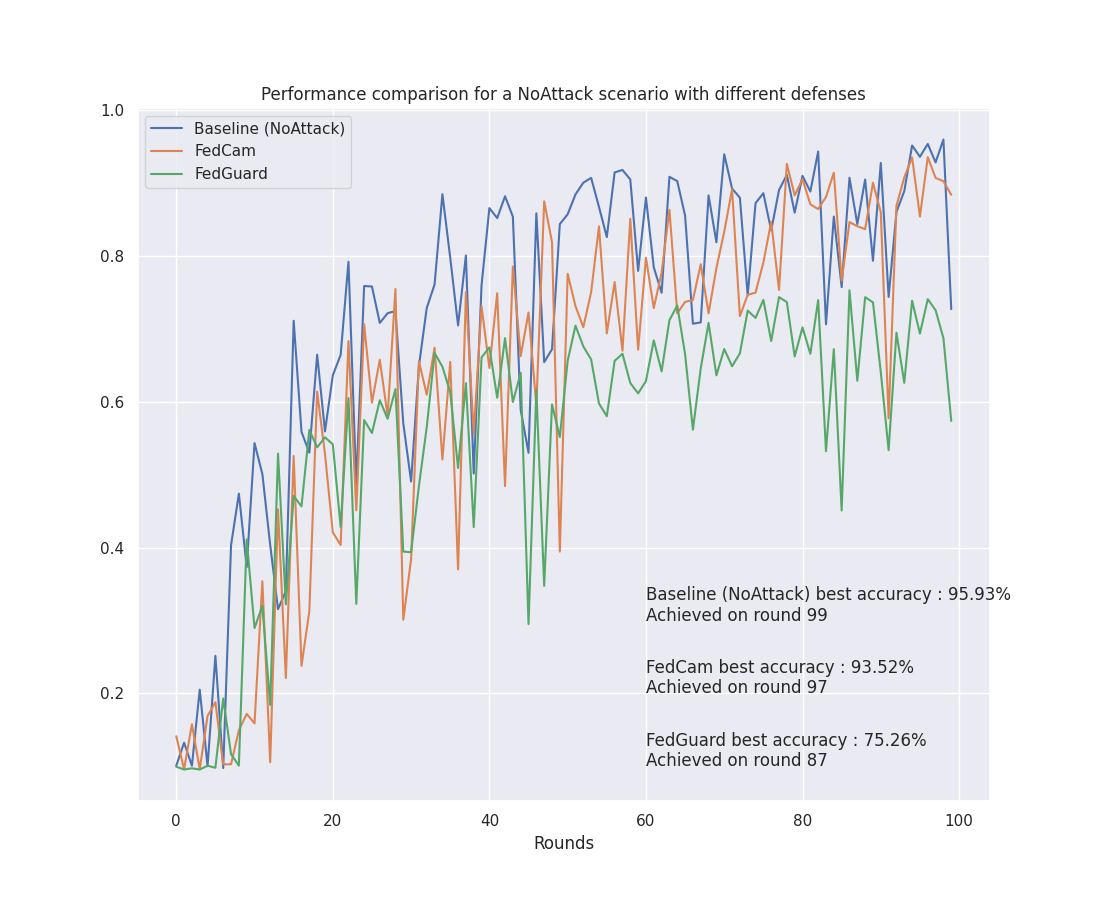 Performance comparison for a NoAttack scenario with different defenses
1.0
0.8
0.6
0.4
0.2
Baseline (NoAttack)
FedCam
FedGuard
Baseline (NoAttack) best accuracy : 95.93%
Achieved on round 99
FedCam best accuracy : 93.52%
Achieved on round 97
FedGuard best accuracy : 75.26%
Achieved on round 87
0 20 40 60 80 100
Rounds